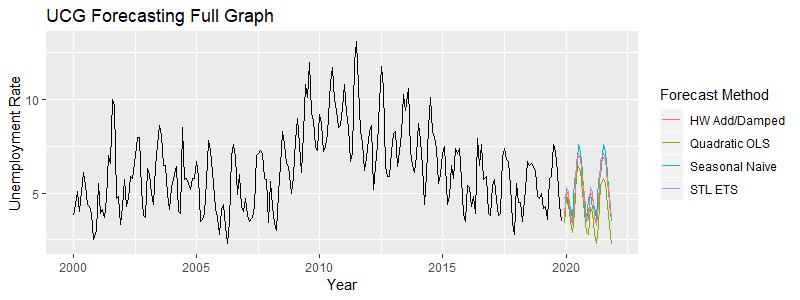 UCG Forecasting Full Graph
Unemployment Rate
10
5
2000
2005
2010
2015
2020
Year
Forecast Method
HW Add/Damped
Quadratic OLS
Seasonal Naive
STL ETS